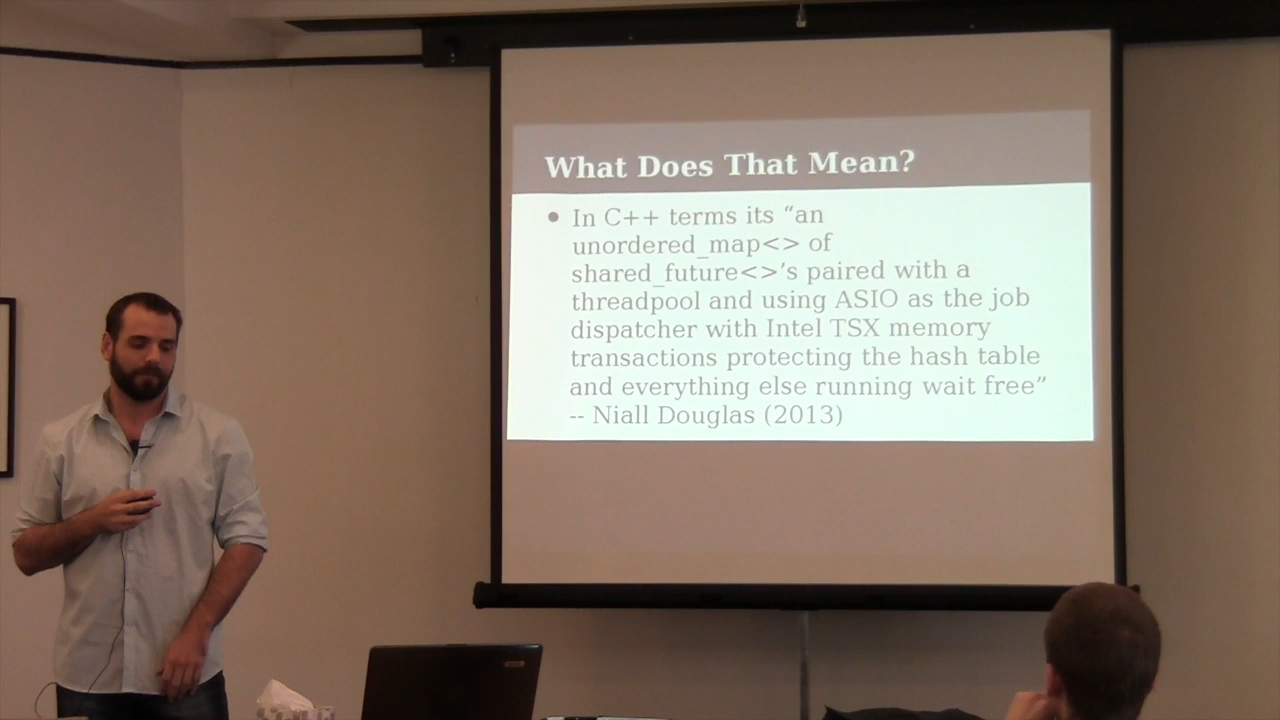 What Does That Mean?
• In C++ terms its “an
unordered_map<> of
shared_future<>’s paired with a
threadpool and using ASIO as the job
dispatcher with Intel TSX memory
transactions protecting the hash table
and everything else running wait free”
-- Niall Douglas (2013)